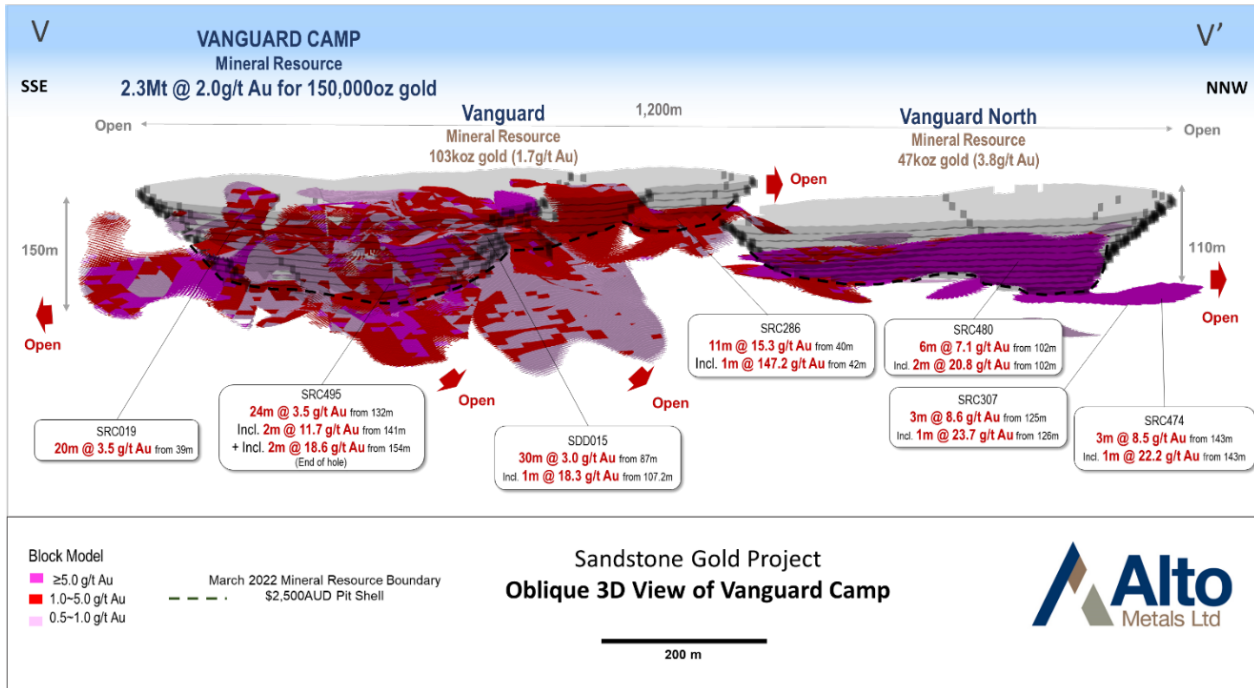 V
V'
VANGUARD CAMP
Mineral Resource
2.3Mt @ 2.0g/t Au for 150,000oz gold
SSE
NNW
Open
1,200m
Open
Vanguard
Mineral Resource
103koz gold (1.7g/t Au)
Vanguard North
Mineral Resource
47koz gold (3.8g/t Au)
Open
150m
110m
Open
Open
Open
Open
SRC019
20m @ 3.5 g/t Au from 39m
SRC495
24m @ 3.5 g/t Au from 132m
Incl. 2m @ 11.7 g/t Au from 141m
+ Incl. 2m @ 18.6 g/t Au from 154m
(End of hole)
SDD015
30m @ 3.0 g/t Au from 87m
Incl. 1m @ 18.3 g/t Au from 107.2m
SRC286
11m @ 15.3 g/t Au from 40m
Incl. 1m @ 147.2 g/t Au from 42m
SRC480
6m @ 7.1 g/t Au from 102m
Incl. 2m @ 20.8 g/t Au from 102m
SRC307
3m @ 8.6 g/t Au from 125m
Incl. 1m @ 23.7 g/t Au from 126m
SRC474
3m @ 8.5 g/t Au from 143m
Incl. 1m @ 22.2 g/t Au from 143m
Block Model
≥5.0 g/t Au
1.0~5.0 g/t Au
0.5~1.0 g/t Au
March 2022 Mineral Resource Boundary
$2,500AUD Pit Shell
Sandstone Gold Project
Oblique 3D View of Vanguard Camp
200 m
Alto
Metals Ltd